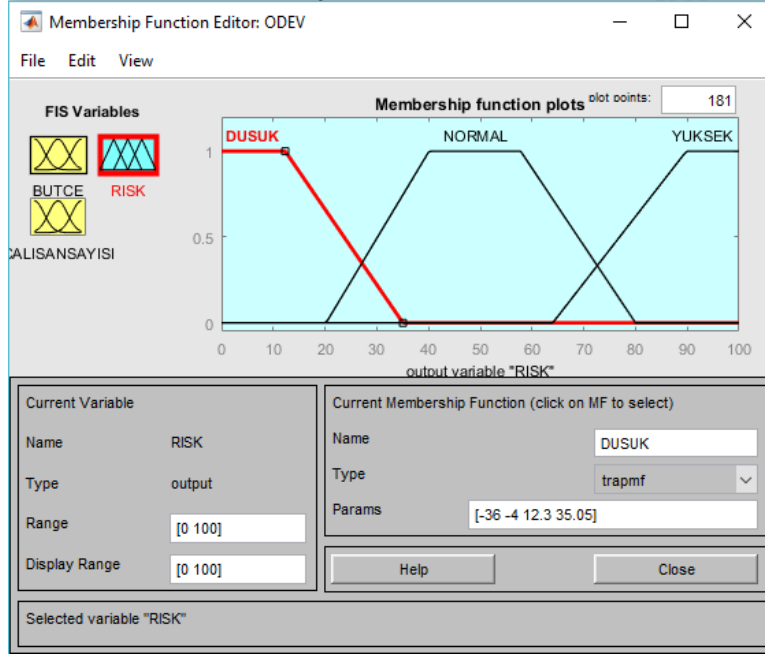 Membership Function Editor: ODEV
File Edit View
FIS Variables
BUTCE RISK
ALISANSAYISI
Membership function plots plot points: 181
DUSUK NORMAL YUKSEK
1
0.5
0
0 10 20 30 40 50 60 70 80 90 100
output variable "RISK"
Current Variable
Name RISK
Type output
Range [0 100]
Display Range [0 100]
Current Membership Function (click on MF to select)
Name DUSUK
Type trapmf
Params [-36 -4 12.3 35.05]
Help Close
Selected variable "RISK"